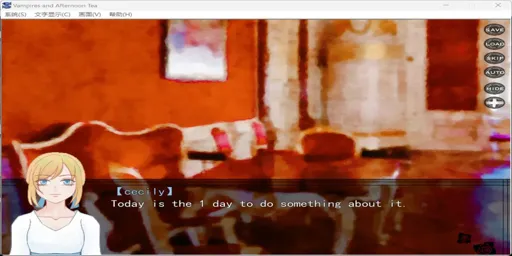 Vampires and Afternoon Tea
系统(S) 文字显示(C) 画面(V) 帮助(H)
SAVE
LOAD
SKIP
AUTO
HIDE
【cecily】
Today is the 1 day to do something about it.